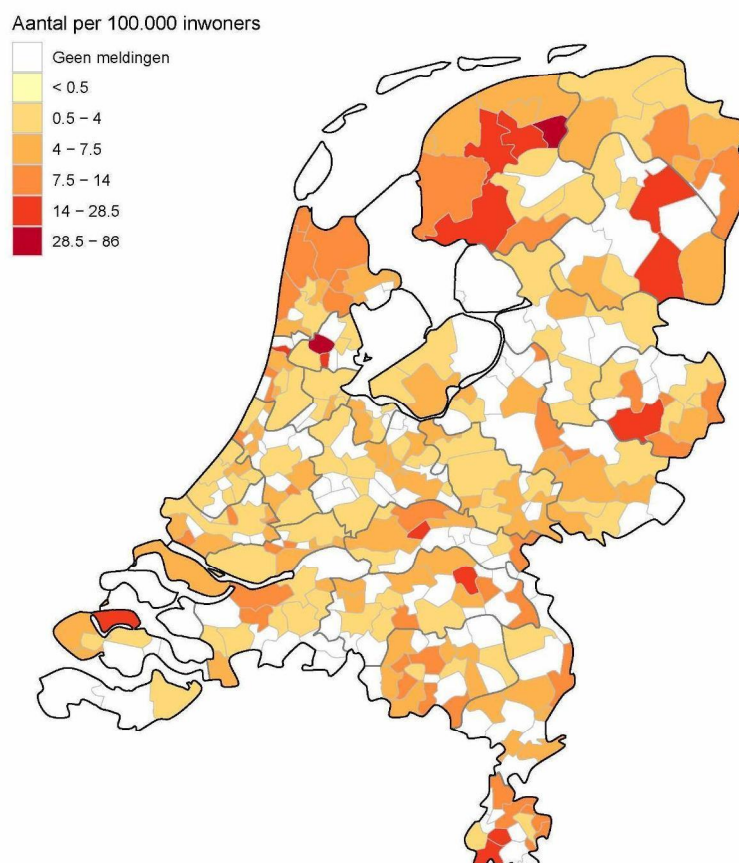 Aantal per 100.000 inwoners
Geen meldingen
< 0.5
0.5 – 4
4 – 7.5
7.5 – 14
14 – 28.5
28.5 – 86